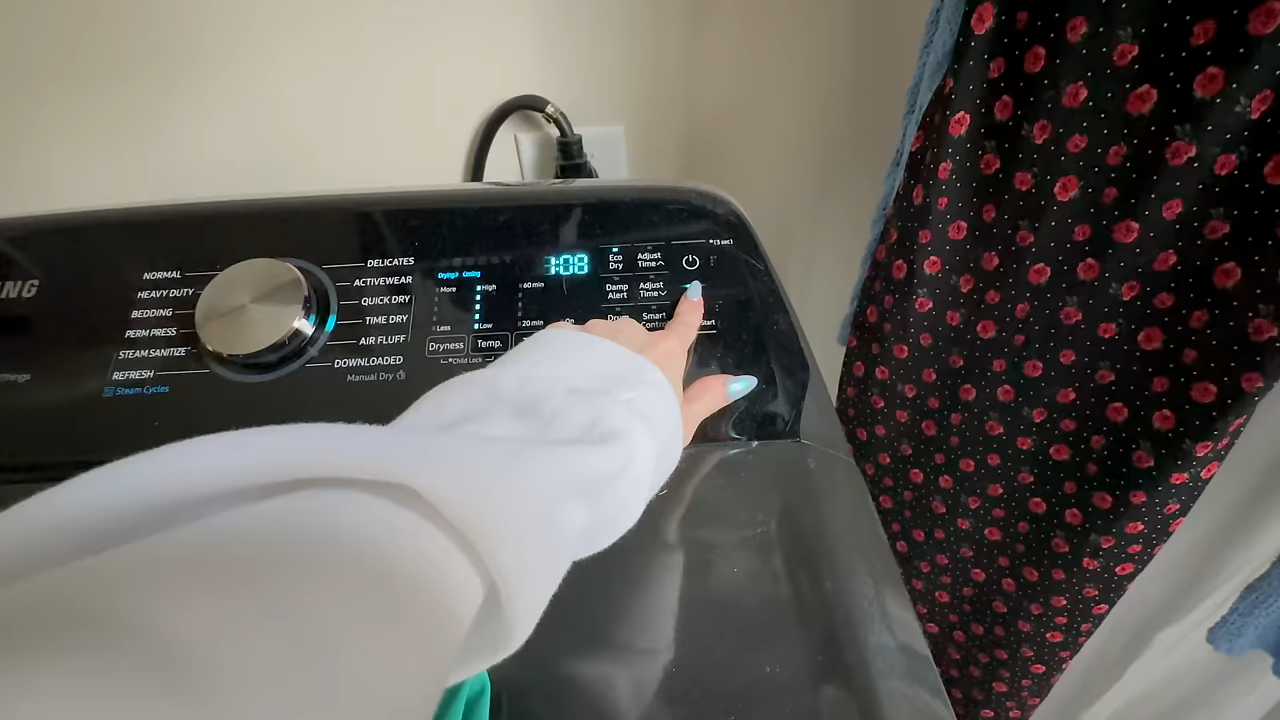 NORMAL
HEAVY DUTY
BEDDING
PERM PRESS
STEAM SANITIZE
REFRESH
Steam Cycles
DELICATES
ACTIVEWEAR
QUICK DRY
TIME DRY
AIR FLUFF
DOWNLOADED
Manual Dry
Drying Cooling
More
Less
Dryness
High
Low
Temp.
*Child Lock
60 min
20 min
On
1:08
Eco
Dry
Damp
Alert
Adjust
Time
Adjust
Time
Smart
Control
*(3 sec)
Start